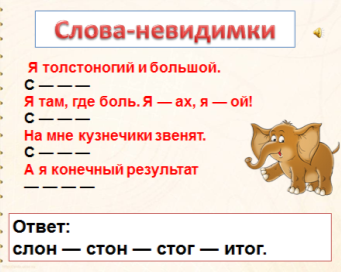 Слова-невидимки
Я толстоногий и большой.
С — — —
Я там, где боль. Я — ах, я — ой!
С — — —
На мне кузнечики звенят.
С — — —
А я конечный результат
— — — —
Ответ:
слон — стон — стог — итог.